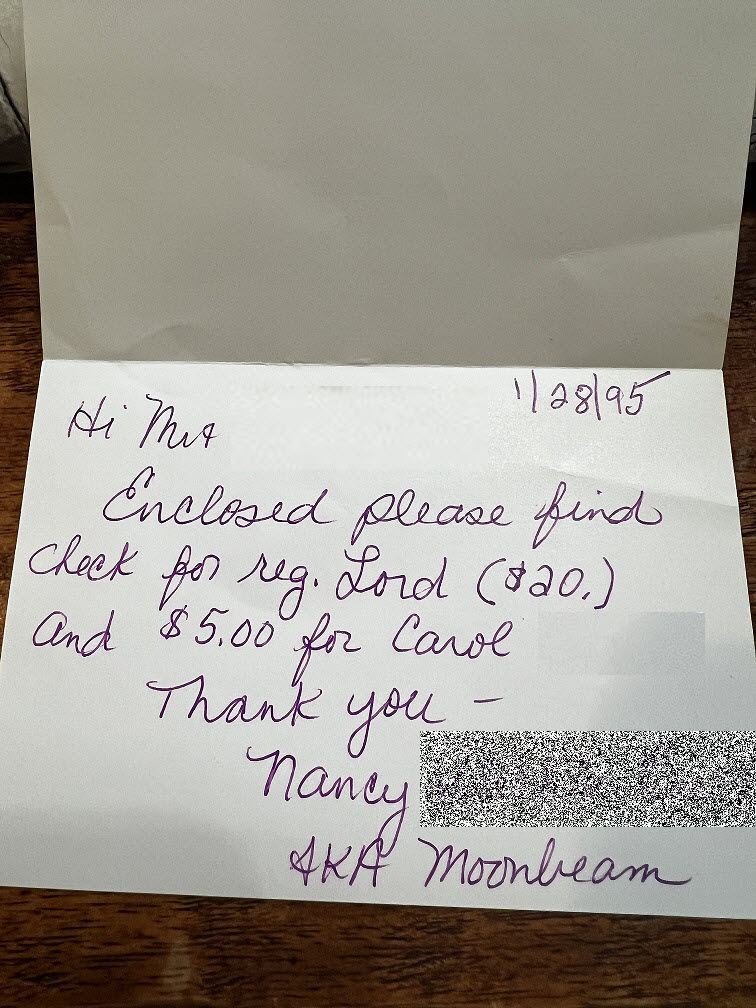 1/28/95
Hi Mrs
Enclosed please find
check for reg. Lord ($20.)
And $5.00 for Carol
Thank you –
Nancy
AKA Moonbeam